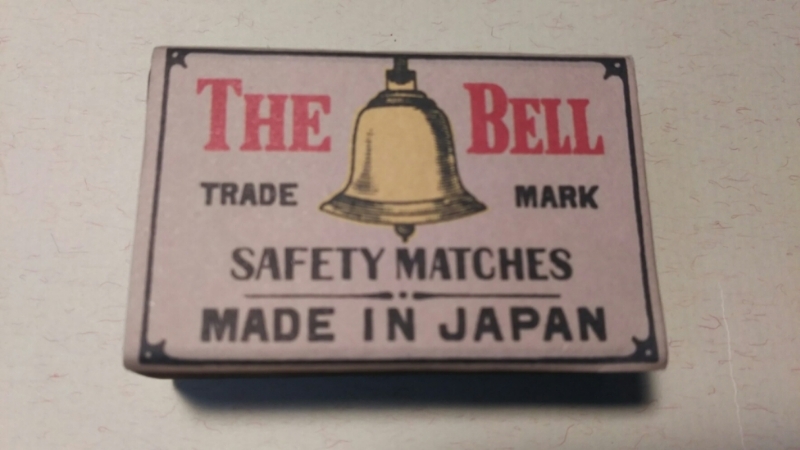 THE BELL
TRADE MARK
SAFETY MATCHES
MADE IN JAPAN